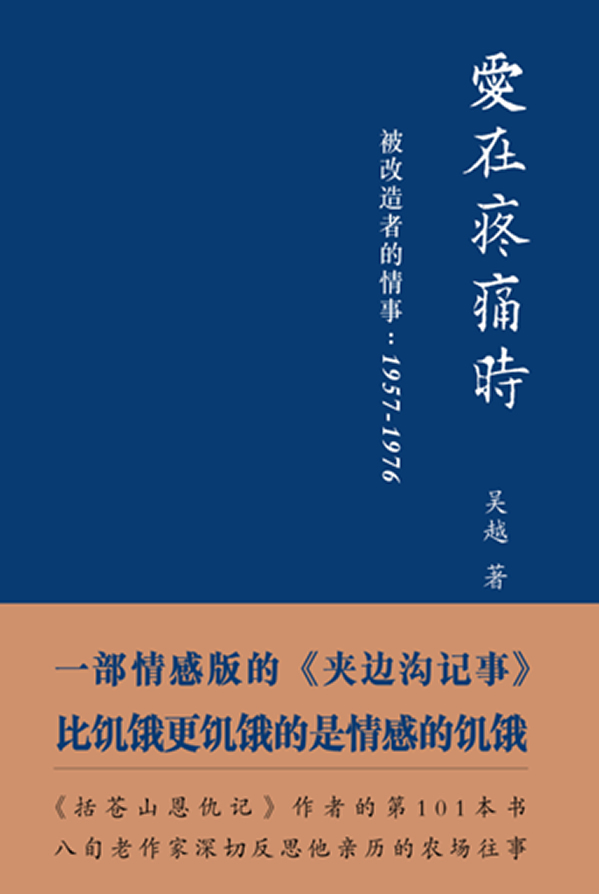 愛在疼痛時
被改造者的情事：1957-1976
吴越 著
一部情感版的《夹边沟记事》
比饥饿更饥饿的是情感的饥饿
《括苍山恩仇记》作者的第101本书
八旬老作家深切反思他亲历的农场往事